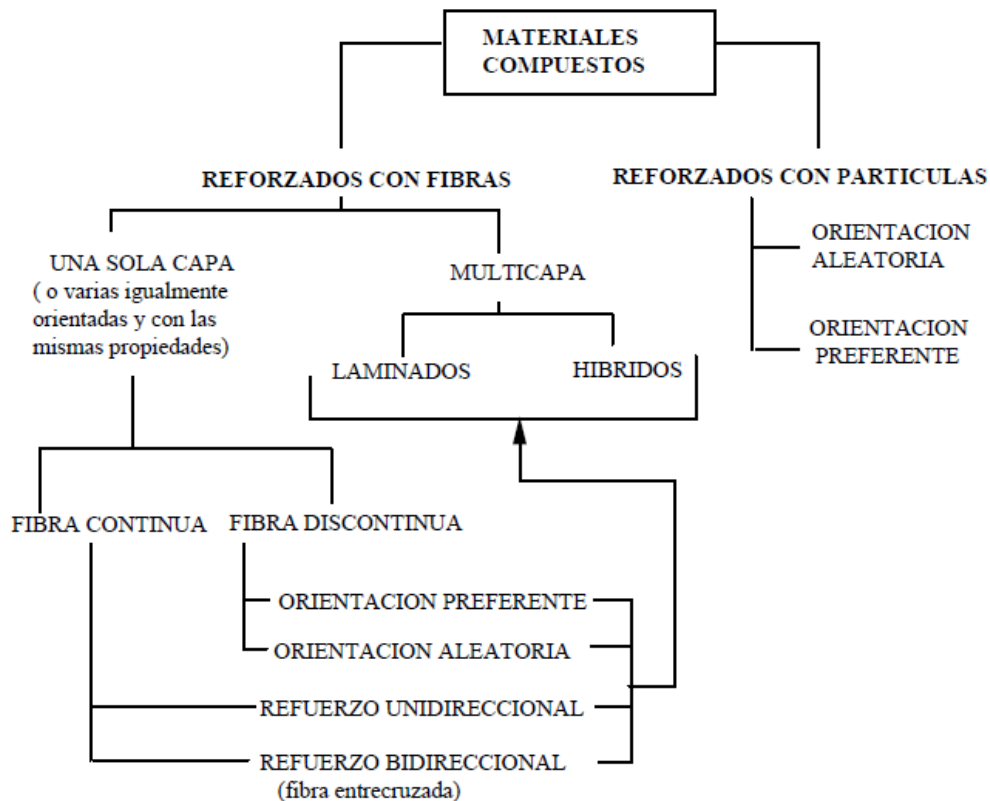 MATERIALES
COMPUESTOS
REFORZADOS CON FIBRAS
REFORZADOS CON PARTICULAS
UNA SOLA CAPA
( o varias igualmente
orientadas y con las
mismas propiedades)
MULTICAPA
ORIENTACION
ALEATORIA
ORIENTACION
PREFERENTE
LAMINADOS
HIBRIDOS
FIBRA CONTINUA
FIBRA DISCONTINUA
ORIENTACION PREFERENTE
ORIENTACION ALEATORIA
REFUERZO UNIDIRECCIONAL
REFUERZO BIDIRECCIONAL
(fibra entrecruzada)